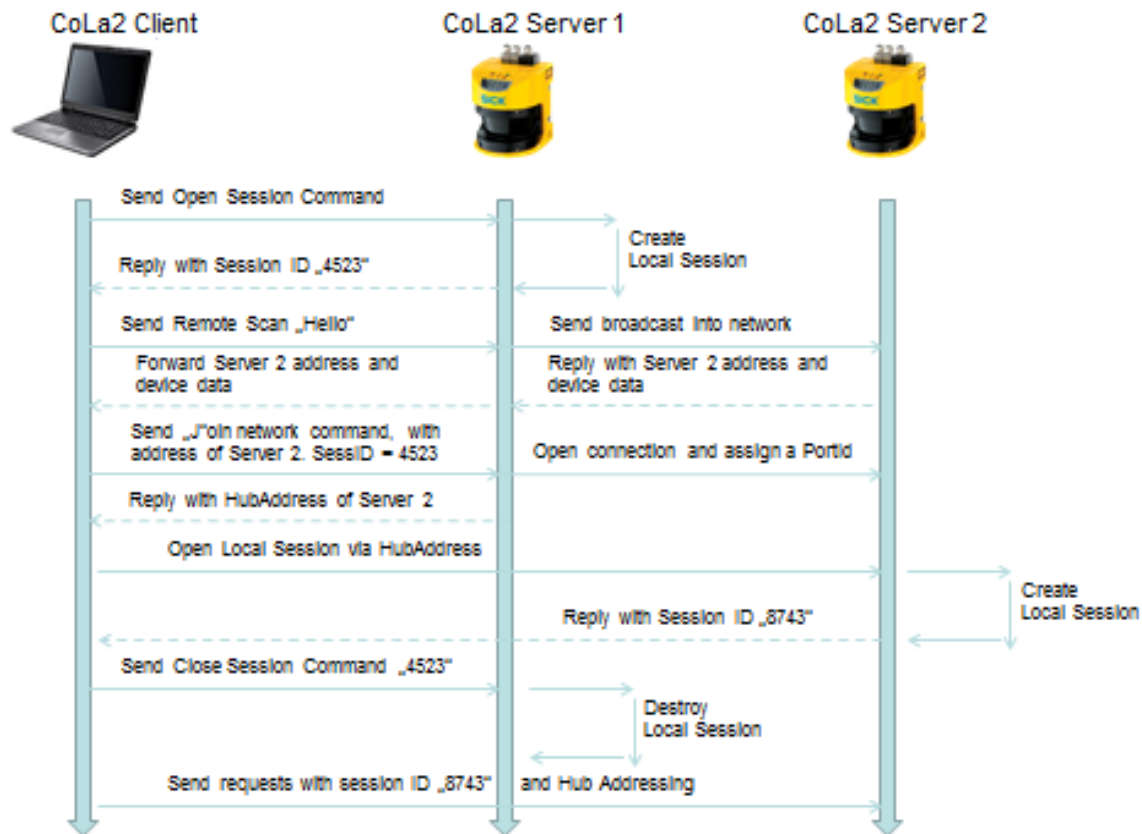 CoLa2 Client
CoLa2 Server 1
CoLa2 Server 2
SICK
SICK
Send Open Session Command
Create
Local Session
Reply with Session ID „4523"
Send Remote Scan „Hello"
Send broadcast into network
Forward Server 2 address and
device data
Reply with Server 2 address and
device data
Send „J"oin network command, with
address of Server 2. SessID = 4523
Open connection and assign a PortId
Reply with HubAddress of Server 2
Open Local Session via HubAddress
Create
Local Session
Reply with Session ID „8743"
Send Close Session Command „4523"
Destroy
Local Session
Send requests with session ID „8743" and Hub Addressing